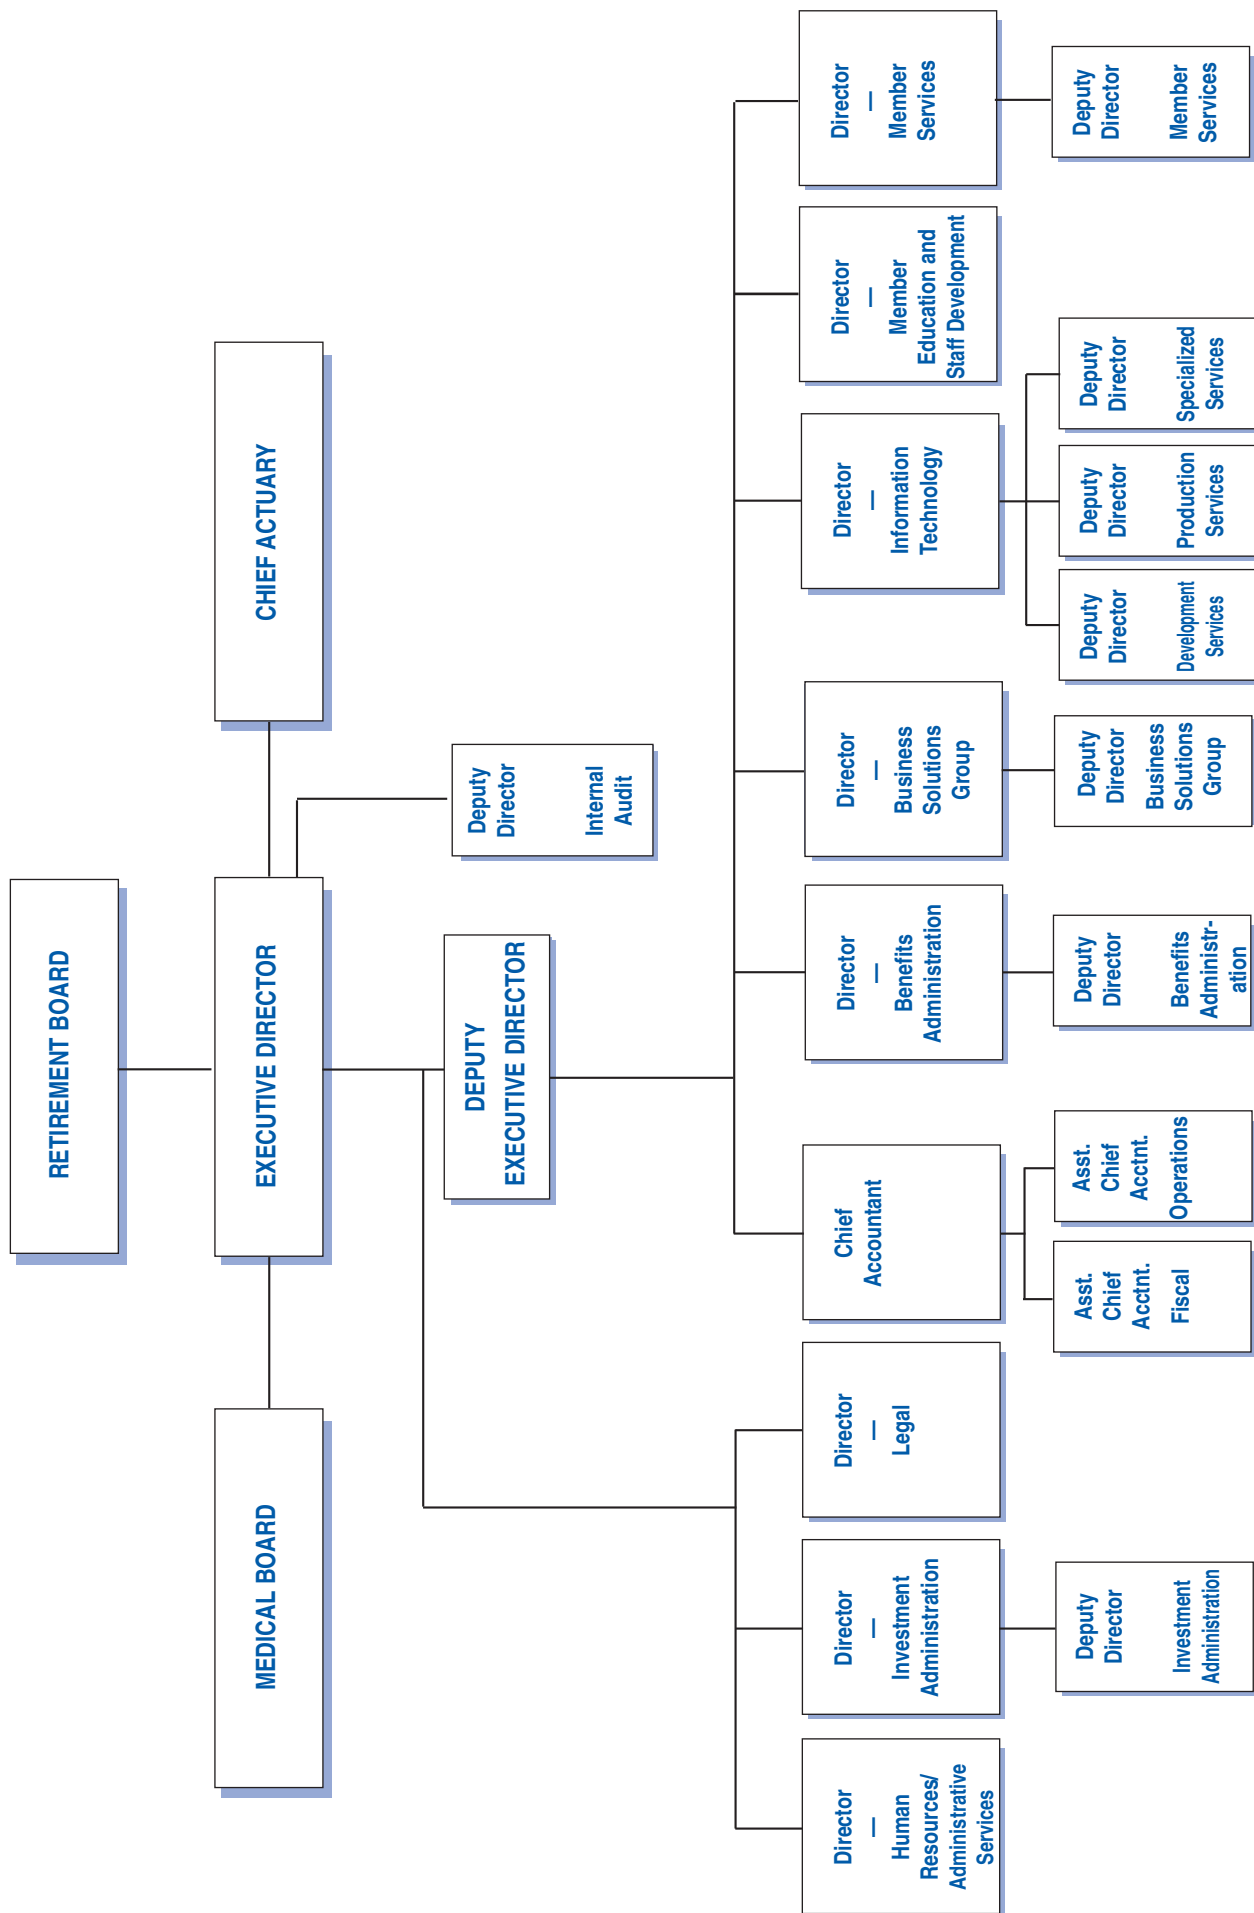 RETIREMENT BOARD
MEDICAL BOARD
EXECUTIVE DIRECTOR
CHIEF ACTUARY
DEPUTY
EXECUTIVE DIRECTOR
Deputy
Director
Internal
Audit
Director
—
Human
Resources/
Administrative
Services
Director
—
Investment
Administration
Director
—
Legal
Chief
Accountant
Director
—
Benefits
Administration
Director
—
Business
Solutions
Group
Director
—
Information
Technology
Director
—
Member
Education and
Staff Development
Director
—
Member
Services
Deputy
Director
Investment
Administration
Asst.
Chief
Acctnt.
Fiscal
Asst.
Chief
Acctnt.
Operations
Deputy
Director
Benefits
Administr-
ation
Deputy
Director
Business
Solutions
Group
Deputy
Director
Development
Services
Deputy
Director
Production
Services
Deputy
Director
Specialized
Services
Deputy
Director
Member
Services